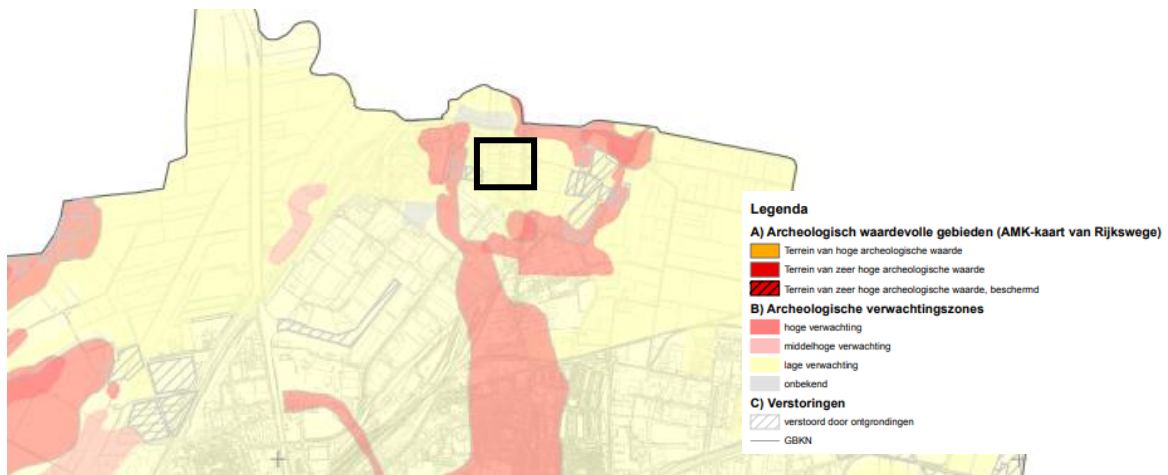 Legenda
A) Archeologisch waardevolle gebieden (AMK-kaart van Rijkswege)
Terrein van hoge archeologische waarde
Terrein van zeer hoge archeologische waarde
Terrein van zeer hoge archeologische waarde, beschermd
B) Archeologische verwachtingszones
hoge verwachting
middelhoge verwachting
lage verwachting
onbekend
C) Verstoringen
verstoord door ontgrondingen
GBKN